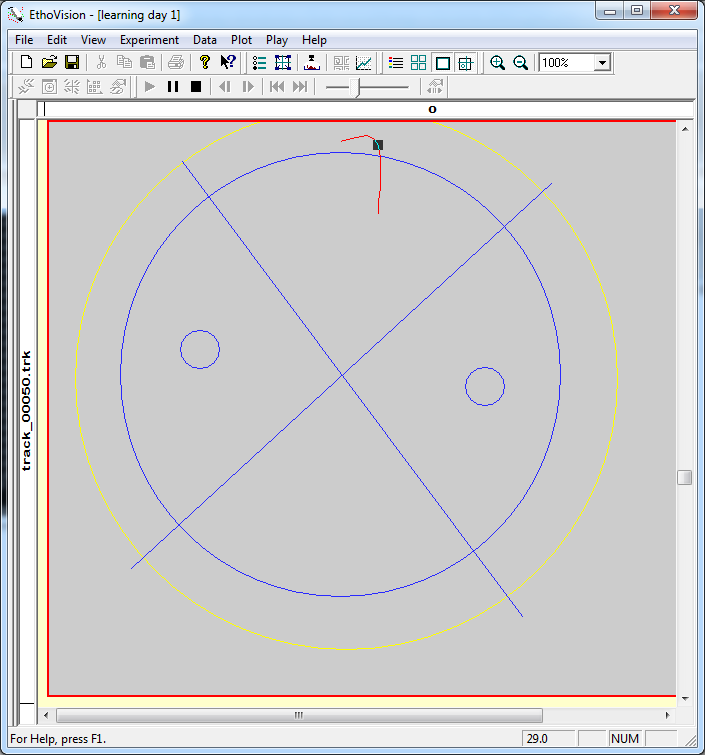 EthoVision - [learning day 1]
File Edit View Experiment Data Plot Play Help
100%
0
track_00050.trk
For Help, press F1.
29.0
NUM